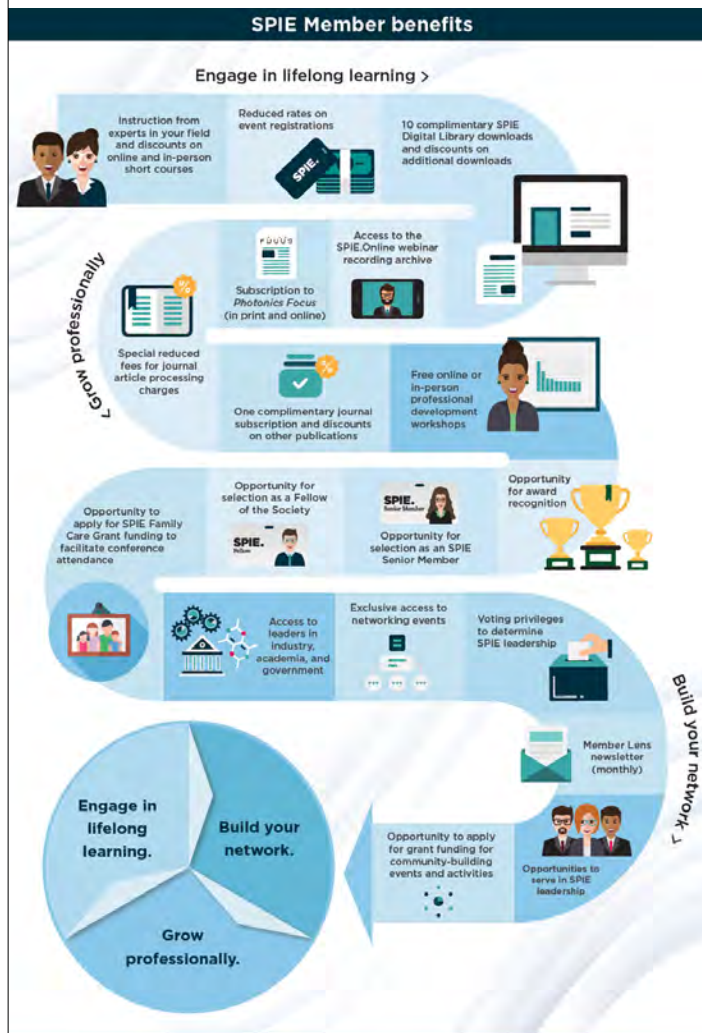 SPIE Member benefits
Engage in lifelong learning >
Instruction from
experts in your field
and discounts on
online and in-person
short courses
Reduced rates on
event registrations
SPIE.
10 complimentary SPIE
Digital Library downloads
and discounts on
additional downloads
Access to the
SPIE.Online webinar
recording archive
Subscription to
Photonics Focus
(in print and online)
%
Special reduced
fees for journal
article processing
charges
< Grow professionally
%
One complimentary journal
subscription and discounts
on other publications
Free online or
in-person
professional
development
workshops
Opportunity
for award
recognition
SPIE.
Senior Member
Opportunity for
selection as an SPIE
Senior Member
Opportunity for
selection as a Fellow
of the Society
SPIE.
Fellow
Opportunity to
apply for SPIE Family
Care Grant funding to
facilitate conference
attendance
Access to
leaders in
industry,
academia, and
government
Exclusive access to
networking events
Voting privileges
to determine
SPIE leadership
Build your network >
Member Lens
newsletter
(monthly)
Opportunities to
serve in SPIE
leadership
Opportunity to apply
for grant funding for
community-building
events and activities
Engage in
lifelong
learning.
Build your
network.
Grow
professionally.